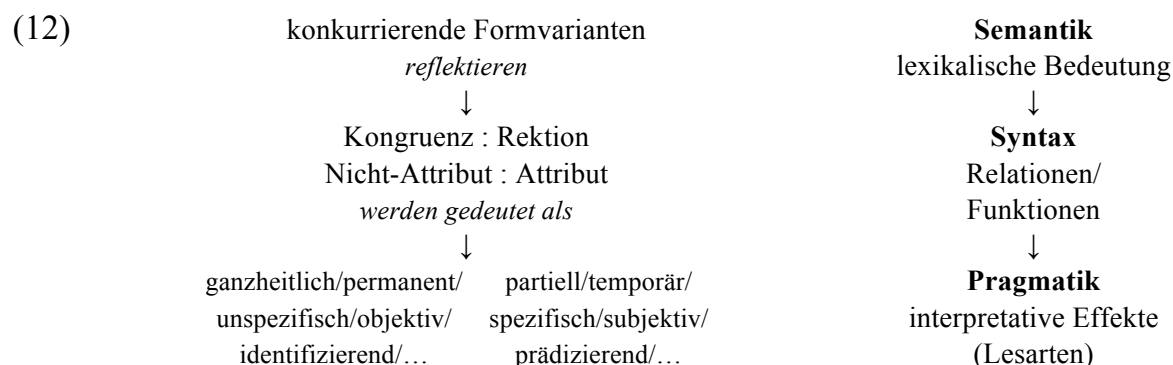 (12) konkurrierende Formvarianten Semantik
reflektieren lexikalische Bedeutung
↓ ↓
Kongruenz : Rektion Syntax
Nicht-Attribut : Attribut Relationen/
werden gedeutet als Funktionen
↓ ↓
ganzheitlich/permanent/ partiell/temporär/ Pragmatik
unspezifisch/objektiv/ spezifisch/subjektiv/ interpretative Effekte
identifizierend/… prädizierend/… (Lesarten)